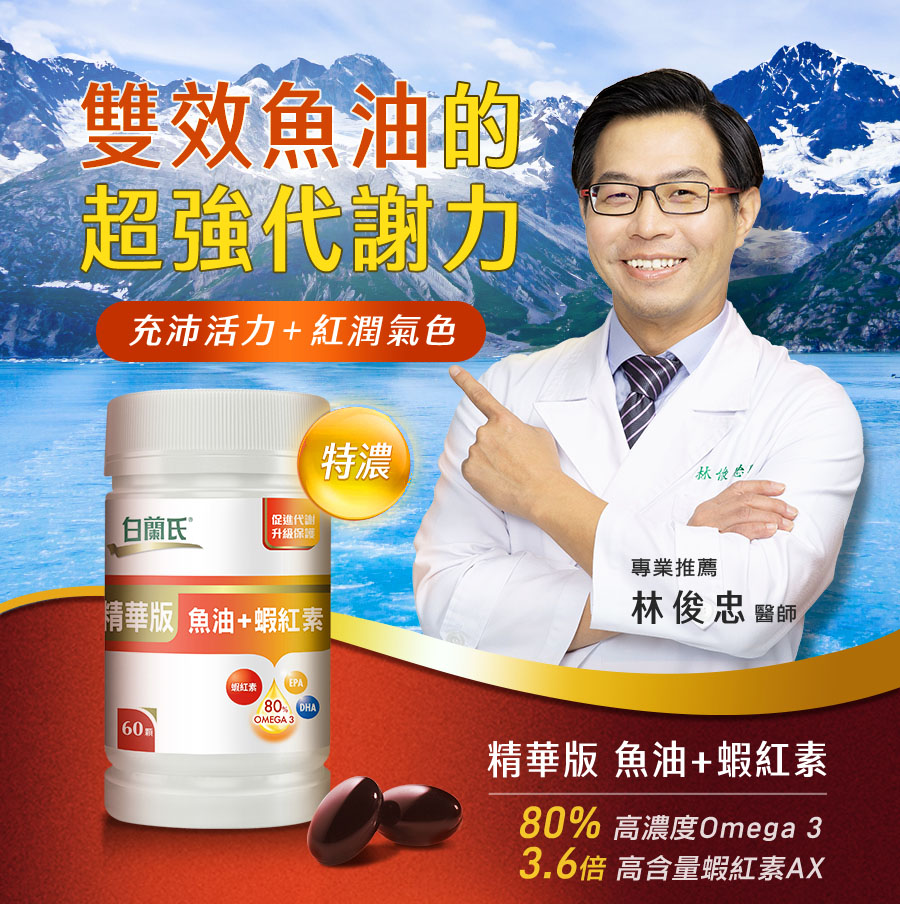 雙效魚油的
超強代謝力
充沛活力+紅潤氣色
特濃
白蘭氏®
促進代謝
升級保護
精華版 魚油+蝦紅素
蝦紅素
EPA
80%
OMEGA 3
DHA
60顆
林俊忠
專業推薦
林俊忠 醫師
精華版 魚油+蝦紅素
80% 高濃度Omega 3
3.6倍 高含量蝦紅素AX